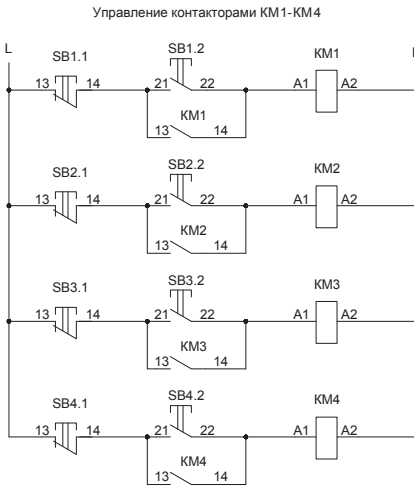 Управление контакторами КМ1-КМ4
L
SB1.1 SB1.2 КМ1
13 14 21 22 A1 A2
КМ1
13 14
SB2.1 SB2.2 КМ2
13 14 21 22 A1 A2
КМ2
13 14
SB3.1 SB3.2 КМ3
13 14 21 22 A1 A2
КМ3
13 14
SB4.1 SB4.2 КМ4
13 14 21 22 A1 A2
КМ4
13 14